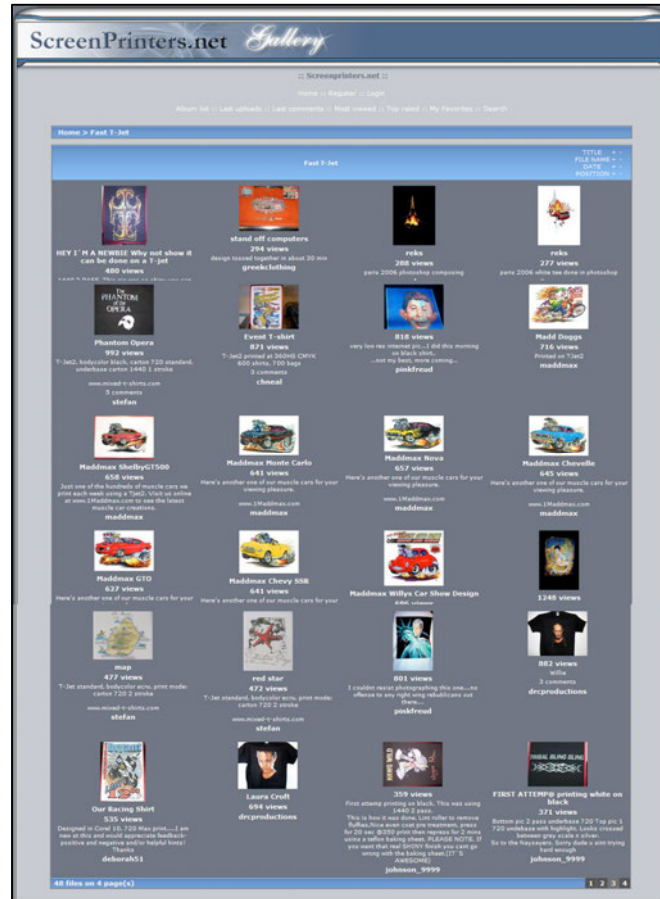 ScreenPrinters.net Gallery
:: Screenprinters.net ::
Home :: Register :: Login
Album list :: Last uploads :: Last comments :: Most viewed :: Top rated :: My Favorites :: Search
Home > Fast T-Jet
Fast T-Jet
TITLE + -
FILE NAME + -
DATE + -
POSITION + -
HEY I´M A NEWBIE Why not show it
can be done on a T-jet
480 views
stand off computers
294 views
design tossed together in about 30 min
greekclothing
reks
288 views
paris 2006 photoshop composing
reks
277 views
paris 2006 white tee done in photoshop
The
PHANTOM
of the
OPERA
Phantom Opera
992 views
T-Jet2, bodycolor black, carton 720 standard,
underbase carton 1440 1 stroke
www.mixed-t-shirts.com
5 comments
stefan
Event T-shirt
871 views
T-Jet2 printed at 360HS CMYK
600 shirts, 700 bags
3 comments
chneal
818 views
very low res internet pic...I did this morning
on black shirt..
...not my best, more coming...
pinkfreud
Madd Doggs
716 views
Printed on TJet2
maddmax
Maddmax ShelbyGT500
658 views
Just one of the hundreds of muscle cars we
print each week using a Tjet2. Visit us online
at www.1Maddmax.com to see the latest
muscle car creations.
maddmax
Maddmax Monte Carlo
641 views
Here's another one of our muscle cars for your
viewing pleasure.
www.1Maddmax.com
maddmax
Maddmax Nova
657 views
Here's another one of our muscle cars for your
viewing pleasure.
www.1Maddmax.com
maddmax
Maddmax Chevelle
645 views
Here's another one of our muscle cars for your
viewing pleasure.
www.1Maddmax.com
maddmax
Maddmax GTO
627 views
Here's another one of our muscle cars for your
Maddmax Chevy SSR
641 views
Here's another one of our muscle cars for your
Maddmax Willys Car Show Design
686 views
1248 views
map
477 views
T-Jet standard, bodycolor ecru, print mode:
carton 720 2 stroke
www.mixed-t-shirts.com
stefan
red star
472 views
T-Jet standard, bodycolor ecru, print mode:
carton 720 2 stroke
www.mixed-t-shirts.com
stefan
801 views
I couldnt resist photographing this one...no
offense to any right wing rebuplicans out
there...
pinkfreud
882 views
Willie
3 comments
drcproductions
Our Racing Shirt
535 views
Designed in Corel 10, 720 Max print.....I am
new at this and would appreciate feedback-
positive and negative and/or helpful hints!
Thanks
deborah51
Laura Croft
694 views
drcproductions
359 views
First attemp printing on black. This was using
1440 2 pass.
This is how it was done. Lint ruller to remove
fluffies.Nice even coat pre treatment, press
for 20 sec @350 print then repress for 2 mins
using a teflon baking sheet. PLEASE NOTE. If
you want that real SHINY finish you cant go
wrong with the baking sheet.(IT´S
AWESOME)
johnson_9999
TRIBAL BLING BLING
FIRST ATTEMP@ printing white on
black
371 views
Bottom pic 2 pass underbase 720 Top pic 1
720 undebase with highlight. Looks crossed
between grey scale n silver.
So to the Naysayers. Sorry dude u aint trying
hard enough
johnson_9999
48 files on 4 page(s)
1 2 3 4